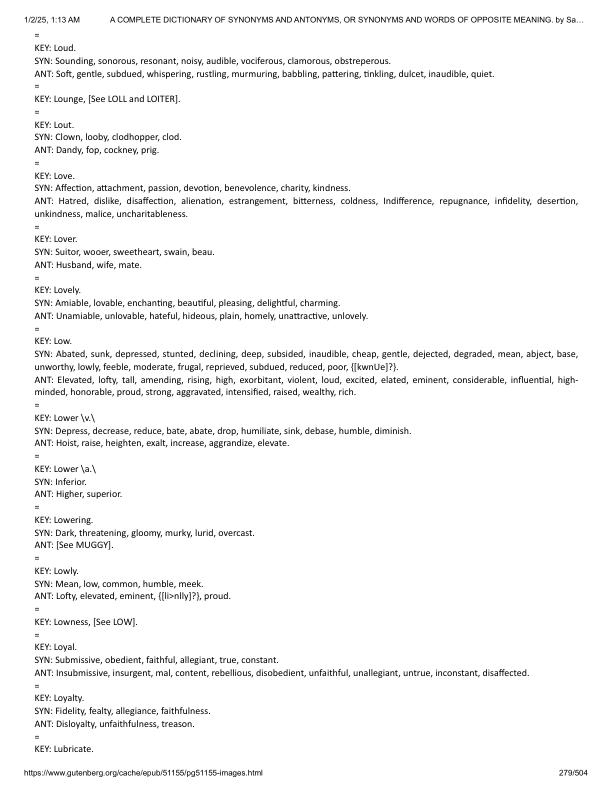 1/2/25, 1:13 AM A COMPLETE DICTIONARY OF SYNONYMS AND ANTONYMS, OR SYNONYMS AND WORDS OF OPPOSITE MEANING. by Sa…
=
KEY: Loud.
SYN: Sounding, sonorous, resonant, noisy, audible, vociferous, clamorous, obstreperous.
ANT: Soft, gentle, subdued, whispering, rustling, murmuring, babbling, pattering, tinkling, dulcet, inaudible, quiet.
=
KEY: Lounge, [See LOLL and LOITER].
=
KEY: Lout.
SYN: Clown, looby, clodhopper, clod.
ANT: Dandy, fop, cockney, prig.
=
KEY: Love.
SYN: Affection, attachment, passion, devotion, benevolence, charity, kindness.
ANT: Hatred, dislike, disaffection, alienation, estrangement, bitterness, coldness, Indifference, repugnance, infidelity, desertion,
unkindness, malice, uncharitableness.
=
KEY: Lover.
SYN: Suitor, wooer, sweetheart, swain, beau.
ANT: Husband, wife, mate.
=
KEY: Lovely.
SYN: Amiable, lovable, enchanting, beautiful, pleasing, delightful, charming.
ANT: Unamiable, unlovable, hateful, hideous, plain, homely, unattractive, unlovely.
=
KEY: Low.
SYN: Abated, sunk, depressed, stunted, declining, deep, subsided, inaudible, cheap, gentle, dejected, degraded, mean, abject, base,
unworthy, lowly, feeble, moderate, frugal, reprieved, subdued, reduced, poor, {[kwnUe]?}.
ANT: Elevated, lofty, tall, amending, rising, high, exorbitant, violent, loud, excited, elated, eminent, considerable, influential, high-
minded, honorable, proud, strong, aggravated, intensified, raised, wealthy, rich.
=
KEY: Lower \v.\
SYN: Depress, decrease, reduce, bate, abate, drop, humiliate, sink, debase, humble, diminish.
ANT: Hoist, raise, heighten, exalt, increase, aggrandize, elevate.
=
KEY: Lower \a.\
SYN: Inferior.
ANT: Higher, superior.
=
KEY: Lowering.
SYN: Dark, threatening, gloomy, murky, lurid, overcast.
ANT: [See MUGGY].
=
KEY: Lowly.
SYN: Mean, low, common, humble, meek.
ANT: Lofty, elevated, eminent, {[li>nlly]?}, proud.
=
KEY: Lowness, [See LOW].
=
KEY: Loyal.
SYN: Submissive, obedient, faithful, allegiant, true, constant.
ANT: Insubmissive, insurgent, mal, content, rebellious, disobedient, unfaithful, unallegiant, untrue, inconstant, disaffected.
=
KEY: Loyalty.
SYN: Fidelity, fealty, allegiance, faithfulness.
ANT: Disloyalty, unfaithfulness, treason.
=
KEY: Lubricate.
https://www.gutenberg.org/cache/epub/51155/pg51155-images.html 279/504